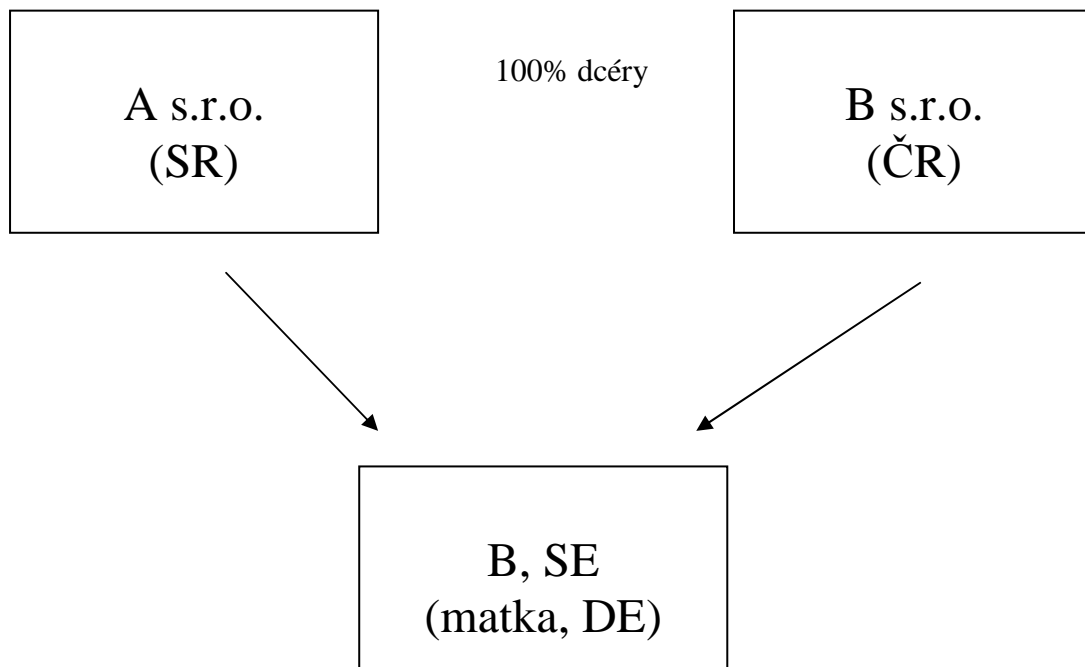 100% dcéry
A s.r.o.
(SR)
B s.r.o.
(ČR)
B, SE
(matka, DE)